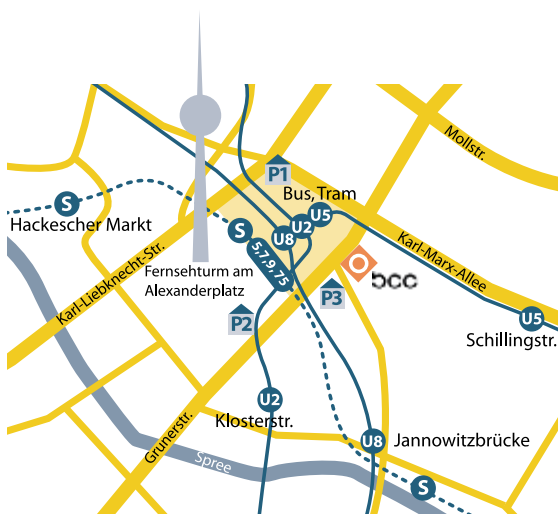 Mollstr.
P1
Bus, Tram
S
Hackescher Markt
S
U8
U2
U5
Karl-Marx-Allee
Karl-Liebknecht-Str.
5,7,9,75
Fernsehturm am
Alexanderplatz
bcc
P3
P2
U5
Schillingstr.
U2
Klosterstr.
Grunerstr.
U8
Jannowitzbrücke
Spree
S